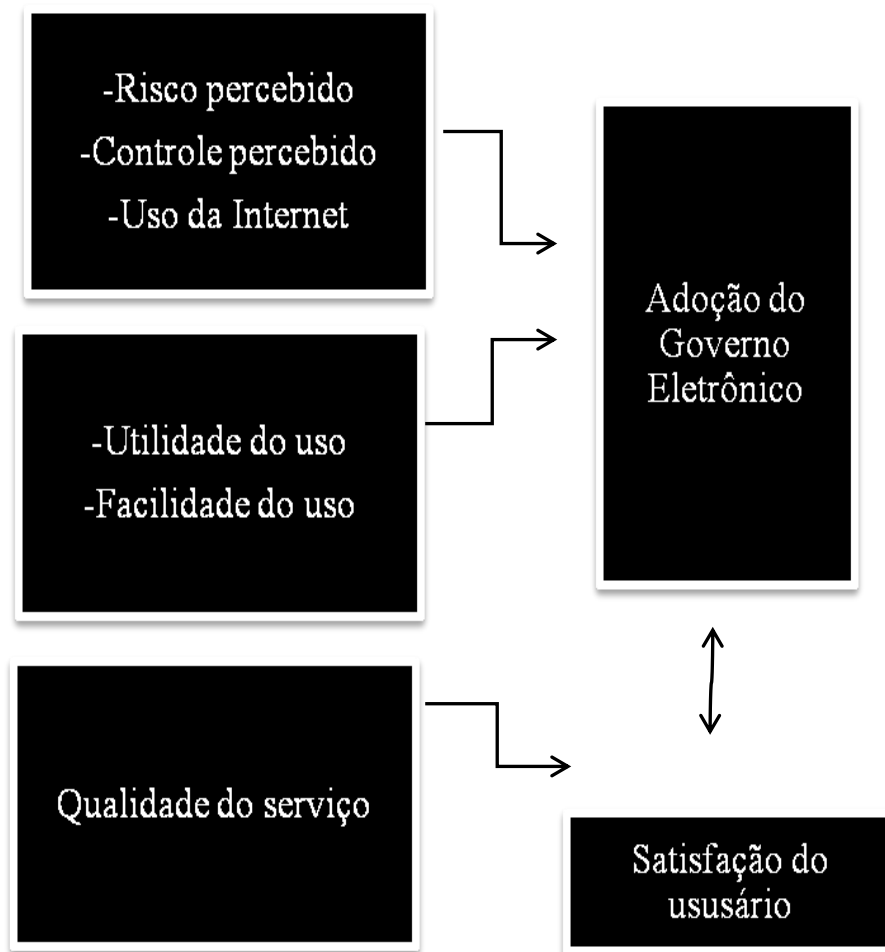 -Risco percebido
-Controle percebido
-Uso da Internet
Adoção do
Governo
Eletrônico
-Utilidade do uso
-Facilidade do uso
Qualidade do serviço
Satisfação do
ususário